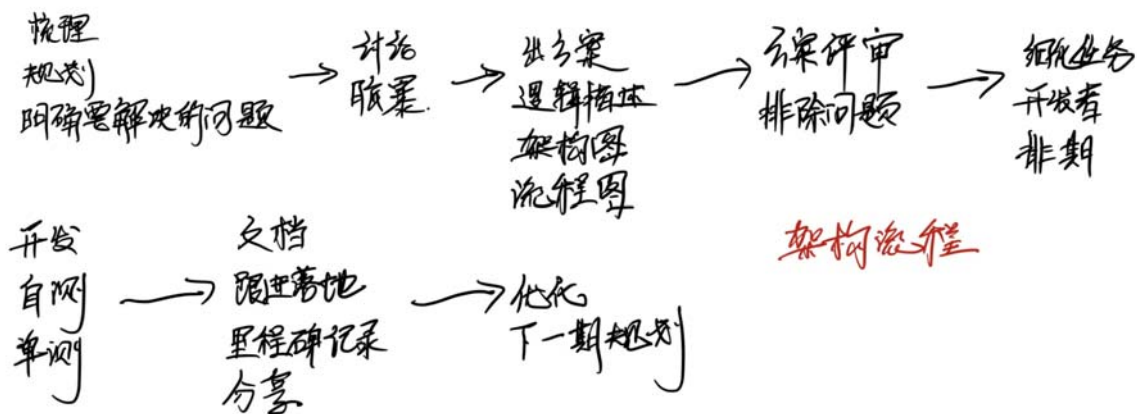 梳理
规划
明确要解决的问题
讨论
脑暴
出方案
逻辑描述
架构图
流程图
方案评审
排除问题
细化任务
开发者
排期
架构流程
开发
自测
单测
文档
跟进落地
里程碑记录
分享
优化
下一期规划